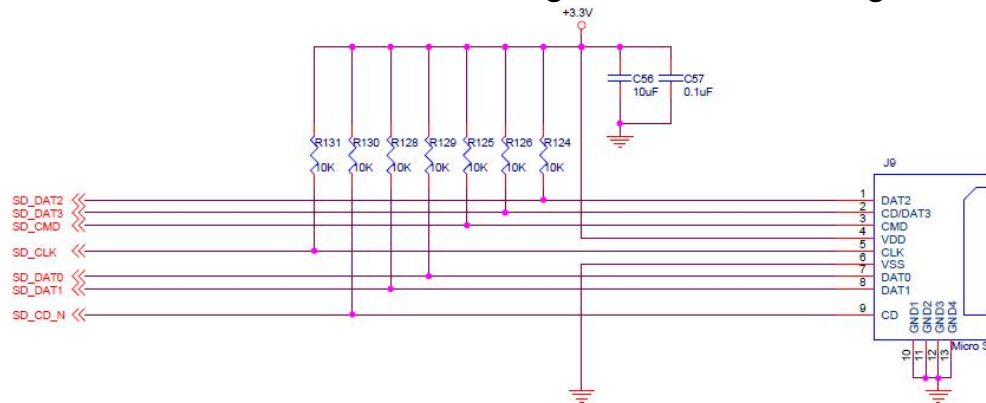 +3.3V
C56
10uF
C57
0.1uF
R131
10K
R130
10K
R128
10K
R129
10K
R125
10K
R126
10K
R124
10K
J9
SD_DAT2
SD_DAT3
SD_CMD
SD_CLK
SD_DAT0
SD_DAT1
SD_CD_N
1
2
3
4
5
6
7
8
9
DAT2
CD/DAT3
CMD
VDD
CLK
VSS
DAT0
DAT1
CD
GND1
GND2
GND3
GND4
10
11
12
13
Micro S